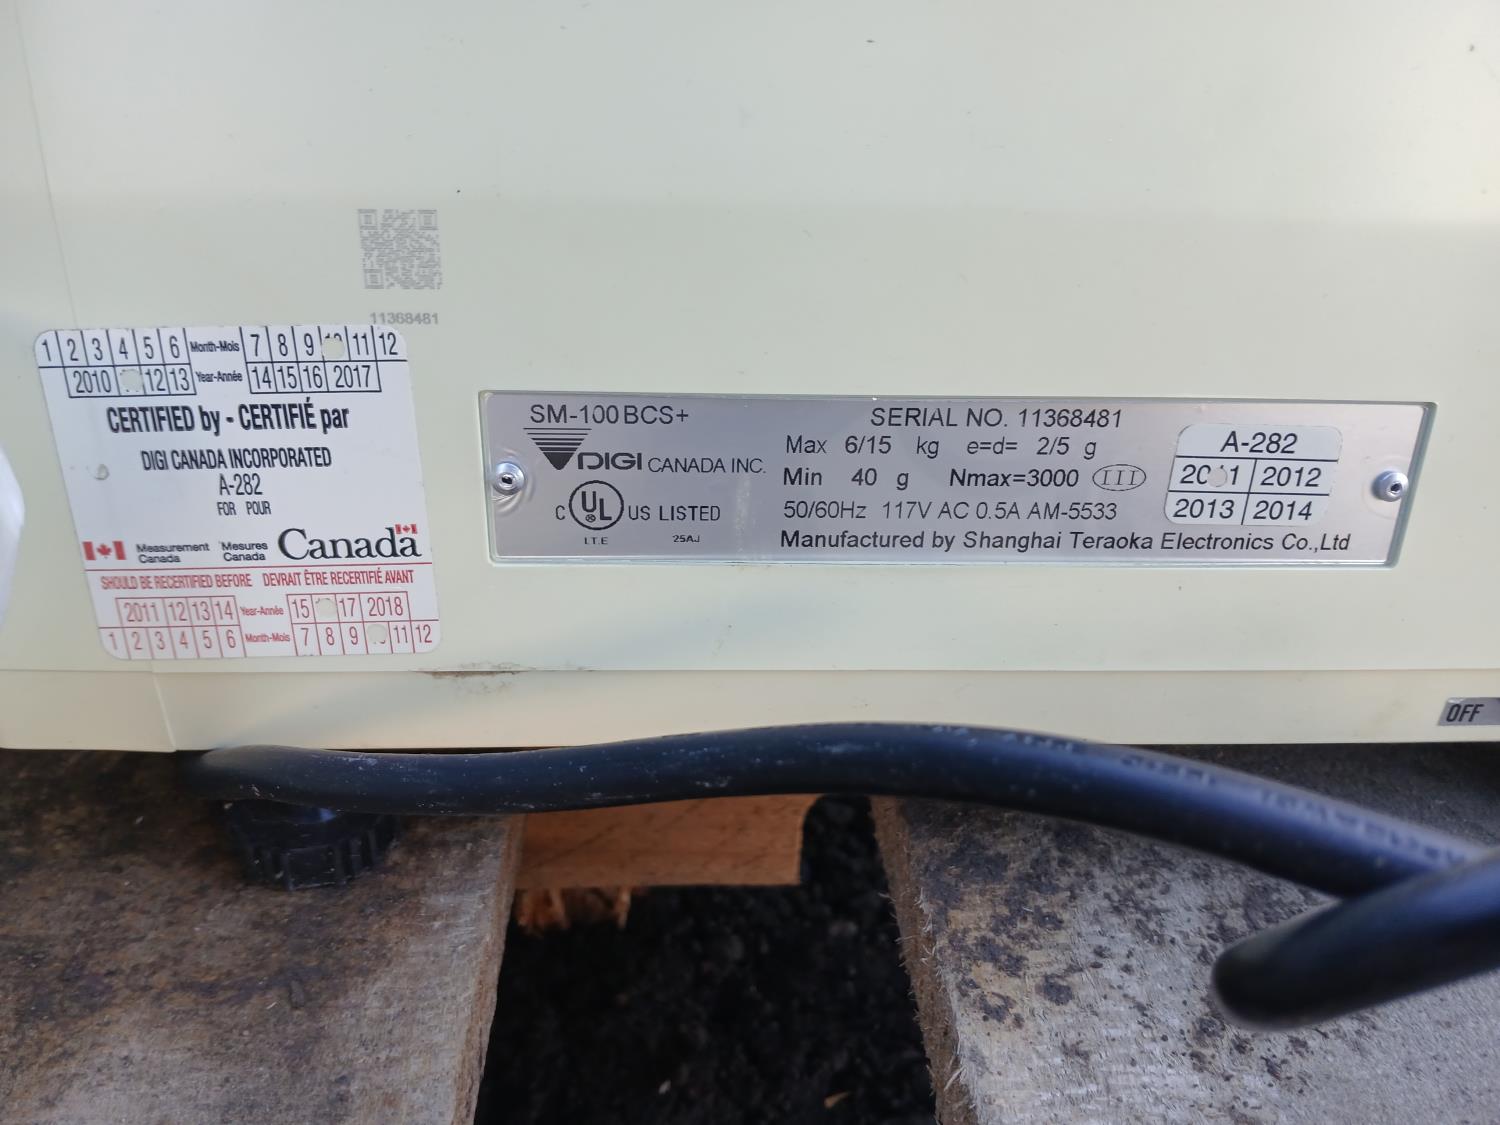 11368481
1 2 3 4 5 6 Month-Mois 7 8 9 11 12
2010 12 13 Year-Année 14 15 16 2017
CERTIFIED by - CERTIFIÉ par
DIGI CANADA INCORPORATED
A-282
FOR POUR
Measurement Canada
Mesures Canada
Canada
SHOULD BE RECERTIFIED BEFORE DEVRAIT ÊTRE RECERTIFIÉ AVANT
2011 12 13 14 Year-Année 15 17 2018
1 2 3 4 5 6 Month-Mois 7 8 9 11 12
SM-100BCS+ SERIAL NO. 11368481
DIGI CANADA INC.
Max 6/15 kg e=d= 2/5 g
Min 40 g Nmax=3000 III
C UL US LISTED
I.T.E 25AJ
50/60Hz 117V AC 0.5A AM-5533
Manufactured by Shanghai Teraoka Electronics Co.,Ltd
A-282
2011 2012
2013 2014
OFF